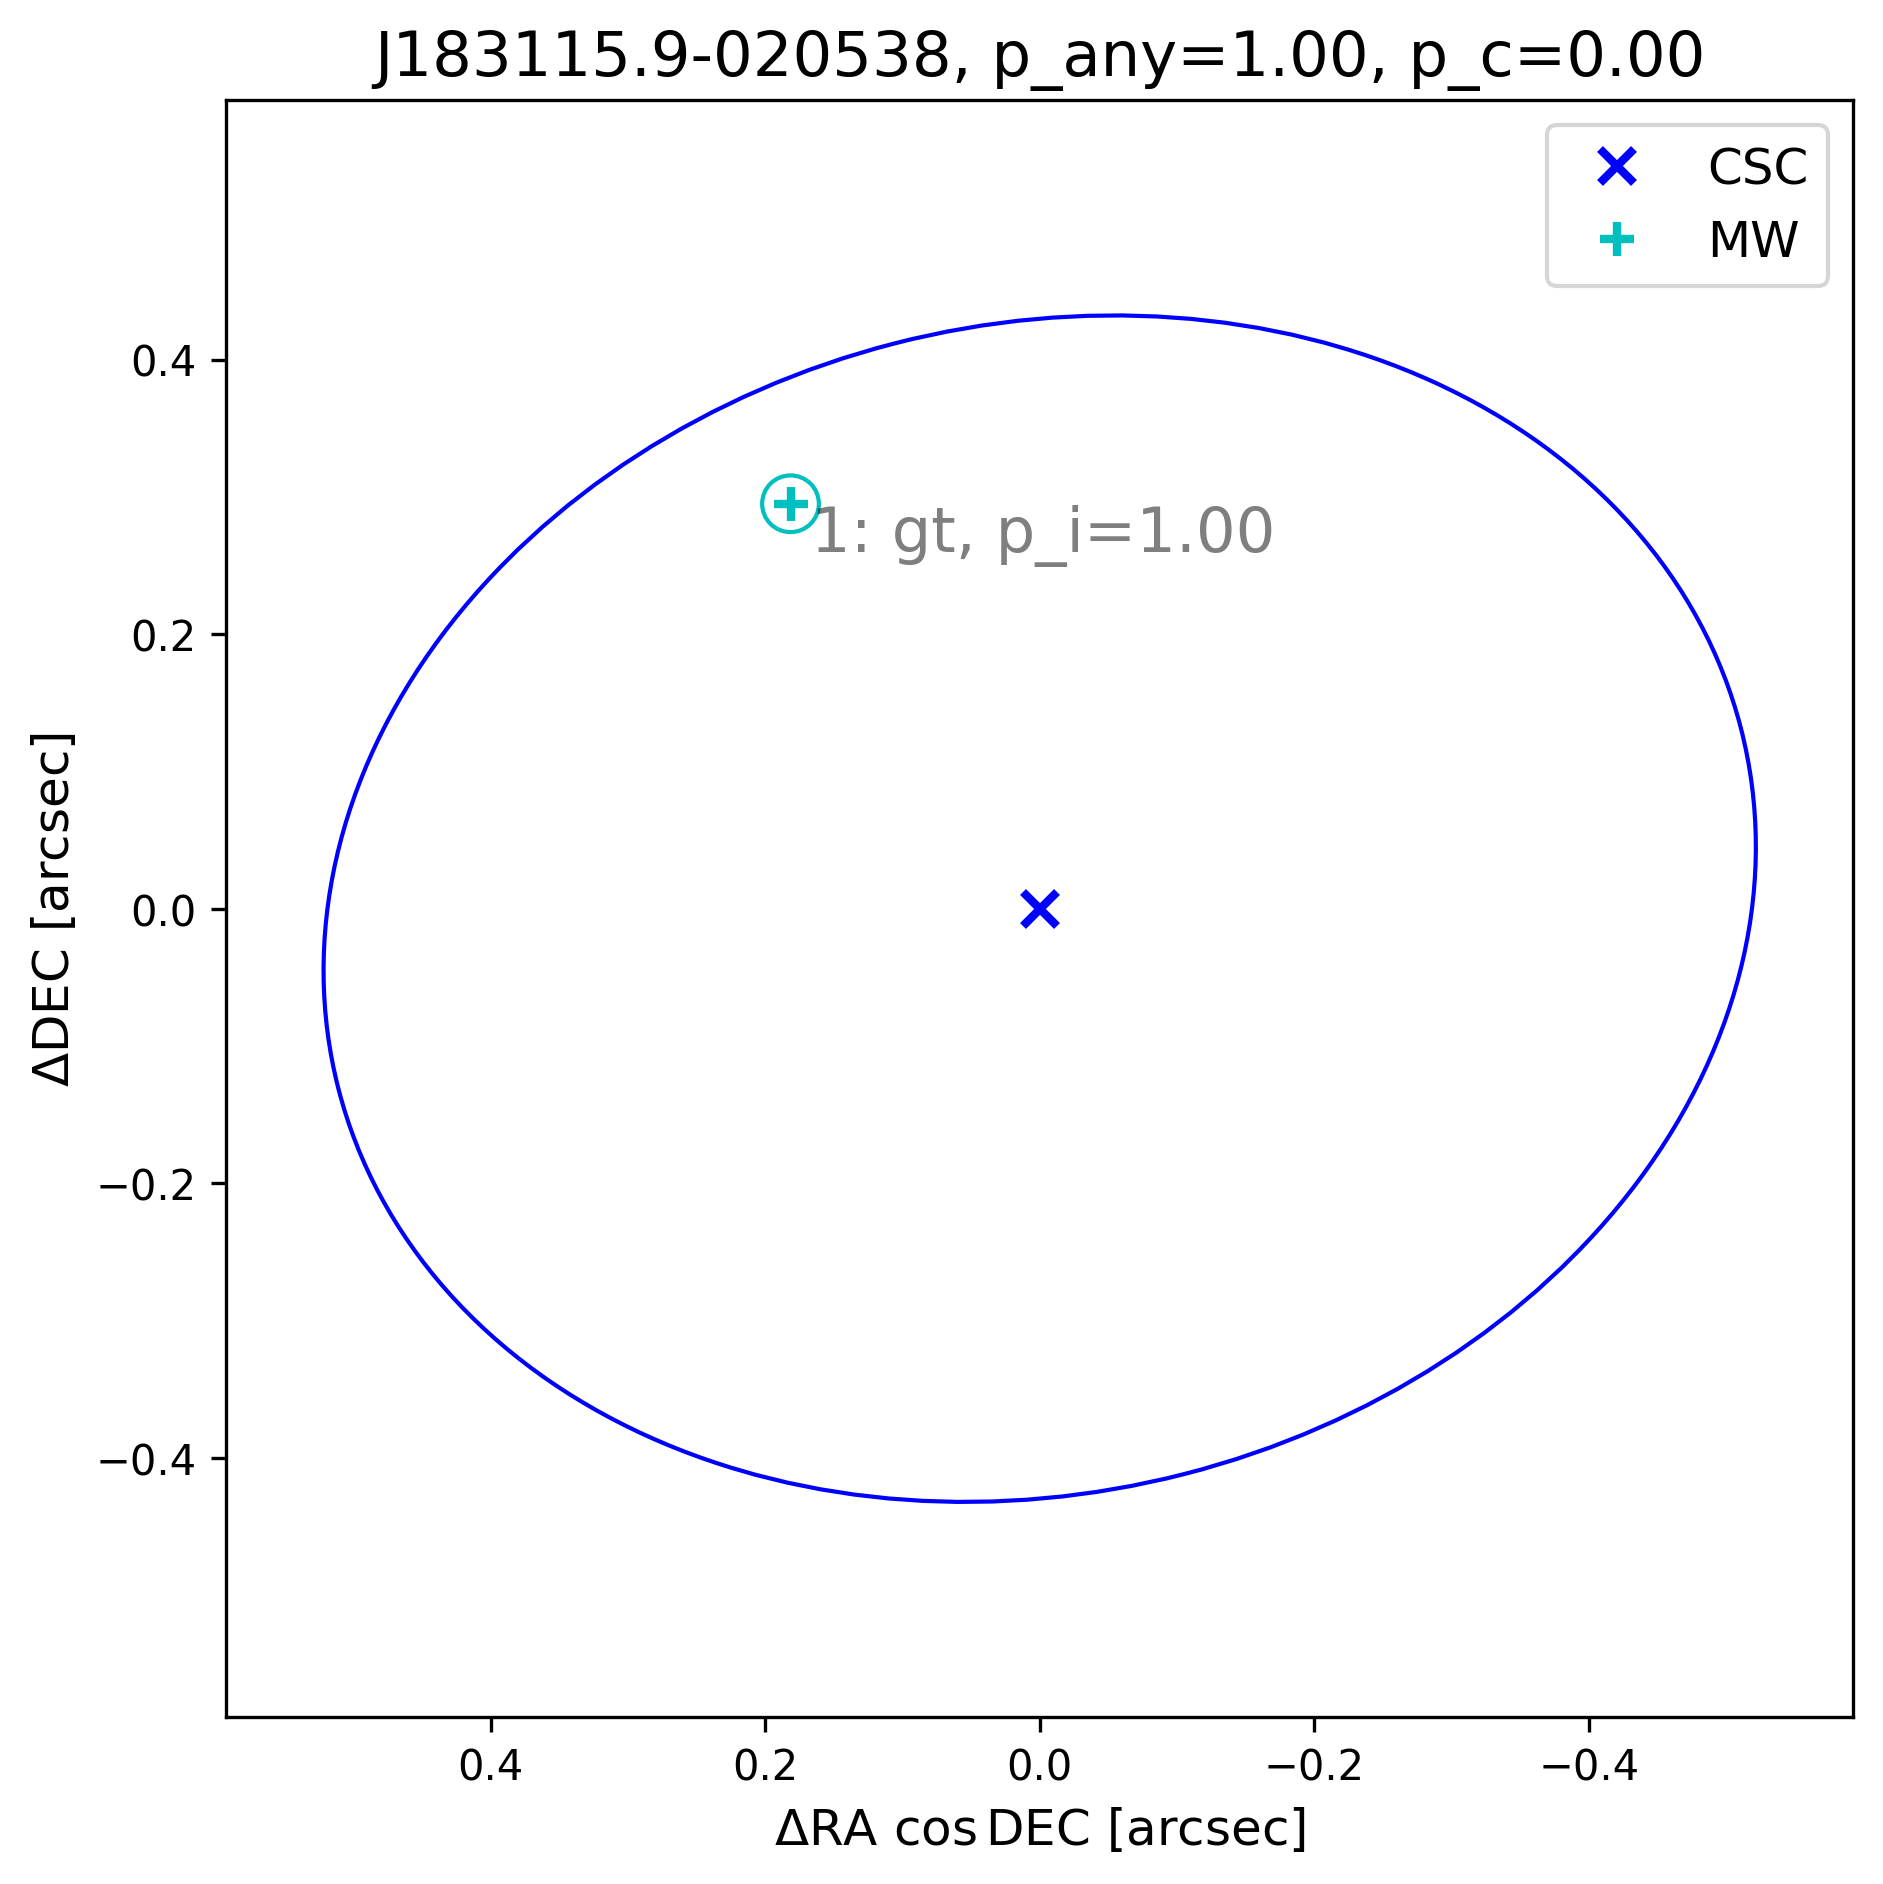 J183115.9-020538, p_any=1.00, p_c=0.00
CSC
MW
1: gt, p_i=1.00
0.4
0.2
0.0
−0.2
−0.4
ΔDEC [arcsec]
0.4 0.2 0.0 −0.2 −0.4
ΔRA cos DEC [arcsec]